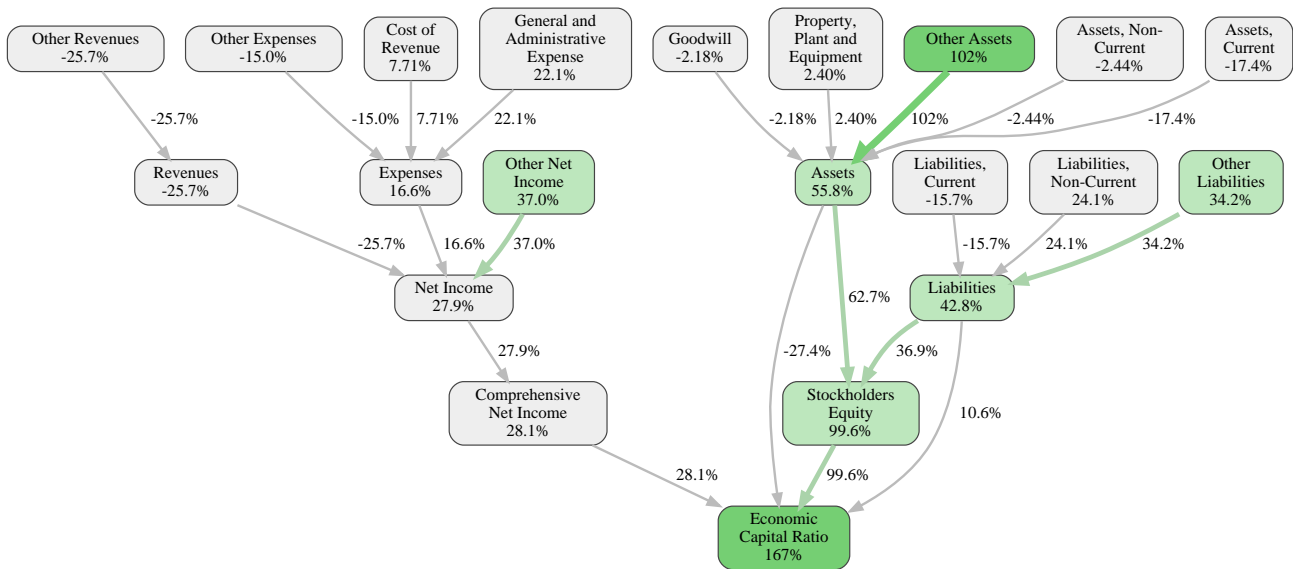 Other Revenues
-25.7%
Other Expenses
-15.0%
Cost of
Revenue
7.71%
General and
Administrative
Expense
22.1%
Goodwill
-2.18%
Property,
Plant and
Equipment
2.40%
Other Assets
102%
Assets, Non-
Current
-2.44%
Assets,
Current
-17.4%
-25.7%
-15.0%
7.71%
22.1%
-2.18%
2.40%
102%
-2.44%
-17.4%
Revenues
-25.7%
Expenses
16.6%
Other Net
Income
37.0%
Assets
55.8%
Liabilities,
Current
-15.7%
Liabilities,
Non-Current
24.1%
Other
Liabilities
34.2%
-25.7%
16.6%
37.0%
-15.7%
24.1%
34.2%
Net Income
27.9%
62.7%
Liabilities
42.8%
27.9%
-27.4%
36.9%
Comprehensive
Net Income
28.1%
Stockholders
Equity
99.6%
10.6%
28.1%
99.6%
Economic
Capital Ratio
167%